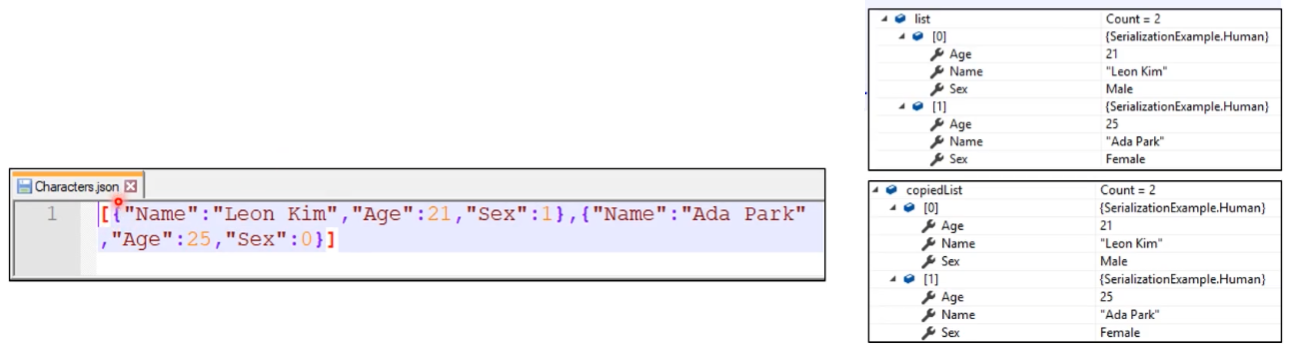 Characters.json
1 [{"Name":"Leon Kim","Age":21,"Sex":1},{"Name":"Ada Park"
,"Age":25,"Sex":0}]
list Count = 2
[0] {SerializationExample.Human}
Age 21
Name "Leon Kim"
Sex Male
[1] {SerializationExample.Human}
Age 25
Name "Ada Park"
Sex Female
copiedList Count = 2
[0] {SerializationExample.Human}
Age 21
Name "Leon Kim"
Sex Male
[1] {SerializationExample.Human}
Age 25
Name "Ada Park"
Sex Female